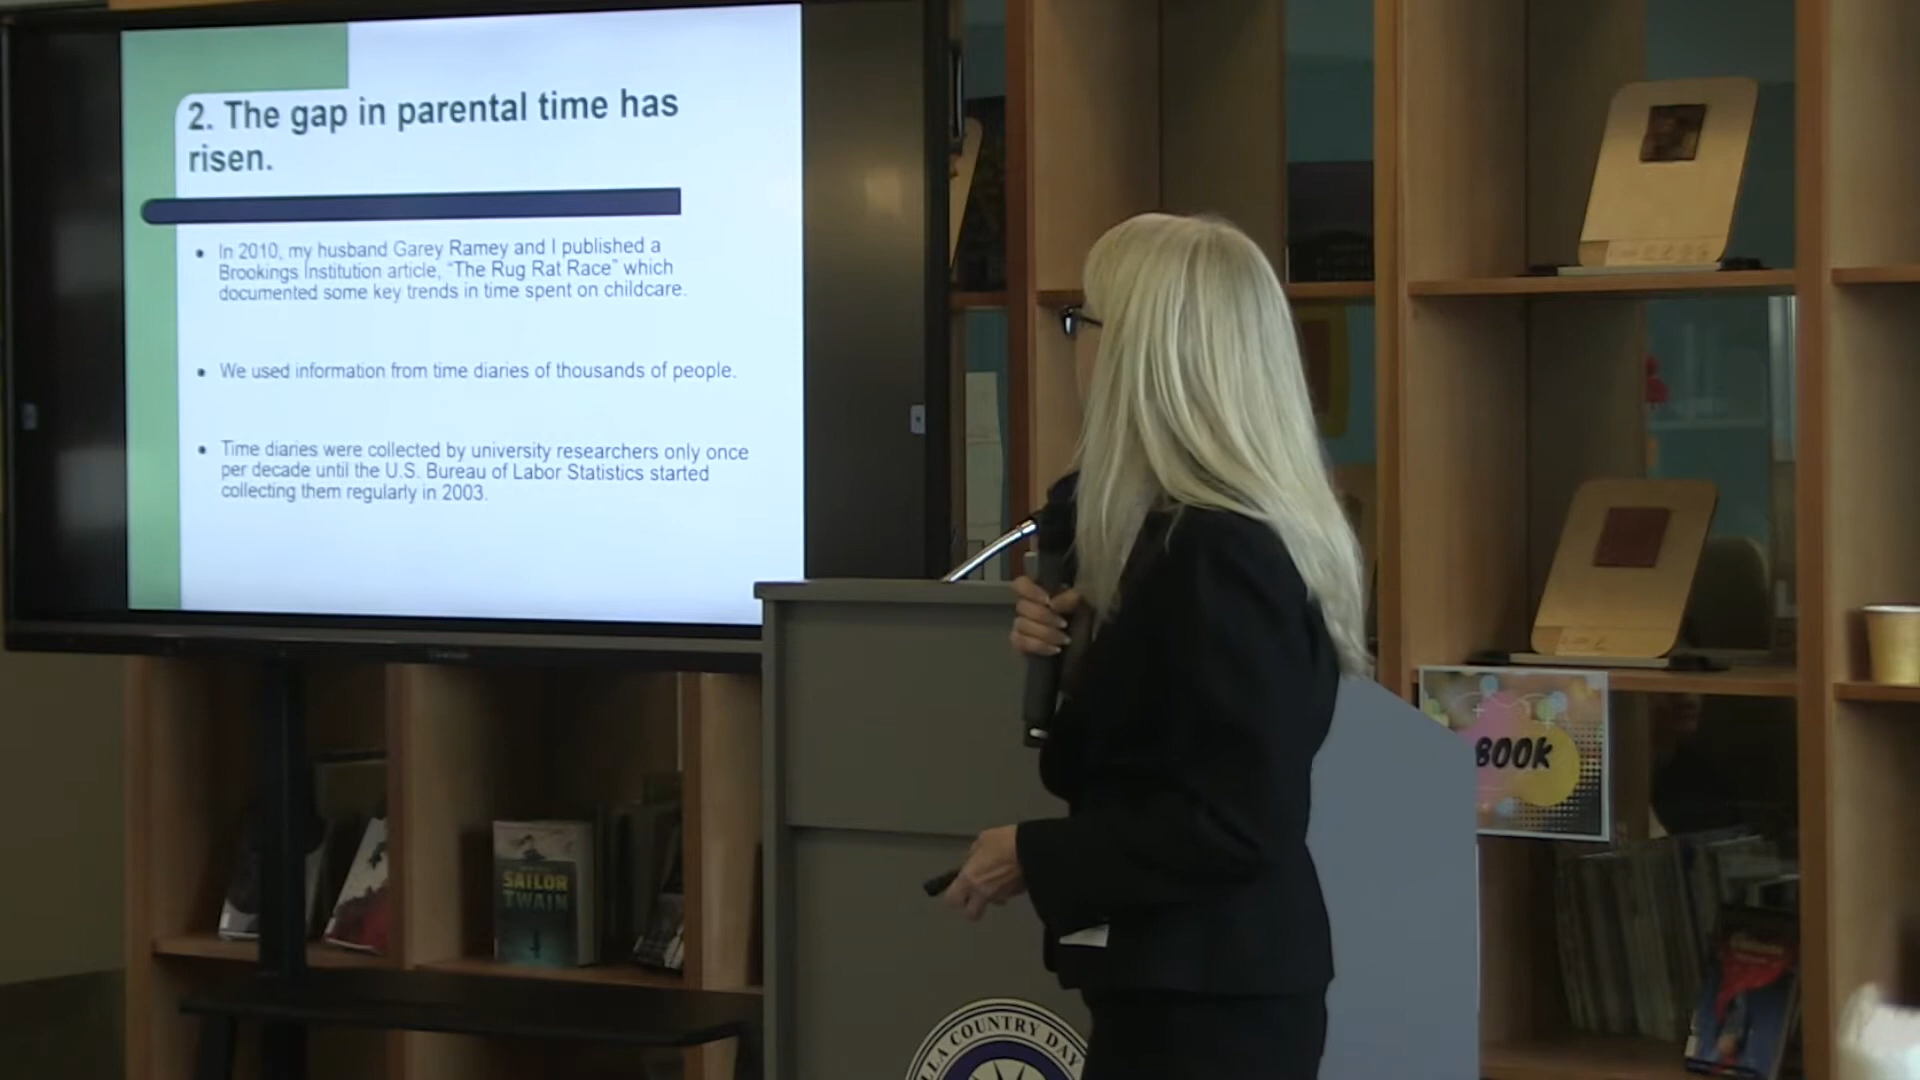 2. The gap in parental time has
risen.
• In 2010, my husband Garey Ramey and I published a
Brookings Institution article, "The Rug Rat Race" which
documented some key trends in time spent on childcare.
• We used information from time diaries of thousands of people.
• Time diaries were collected by university researchers only once
per decade until the U.S. Bureau of Labor Statistics started
collecting them regularly in 2003.
BOOK
SAILOR
TWAIN
LLA COUNTRY DAY